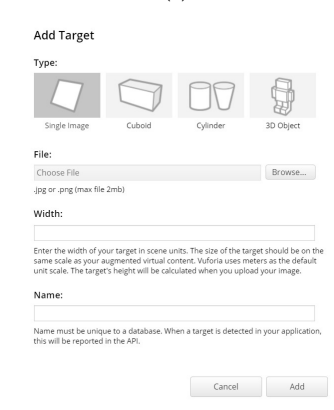 Add Target
Type:
Single Image Cuboid Cylinder 3D Object
File:
Choose File Browse...
.jpg or .png (max file 2mb)
Width:
Enter the width of your target in scene units. The size of the target should be on the
same scale as your augmented virtual content. Vuforia uses meters as the default
unit scale. The target's height will be calculated when you upload your image.
Name:
Name must be unique to a database. When a target is detected in your application,
this will be reported in the API.
Cancel Add